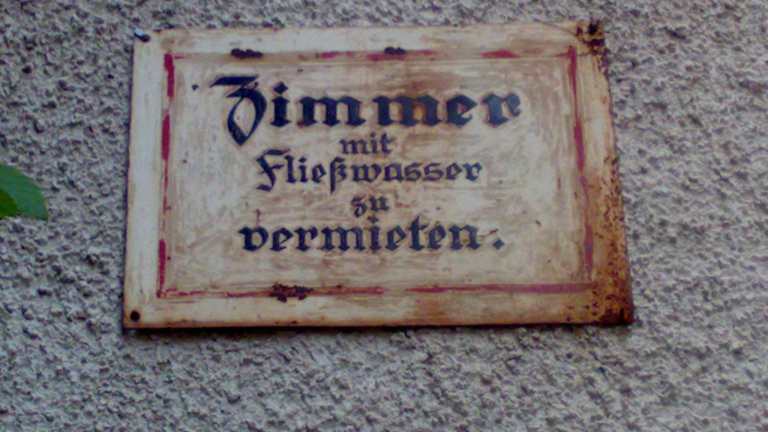 Zimmer
mit
Fließwasser
zu
vermieten.